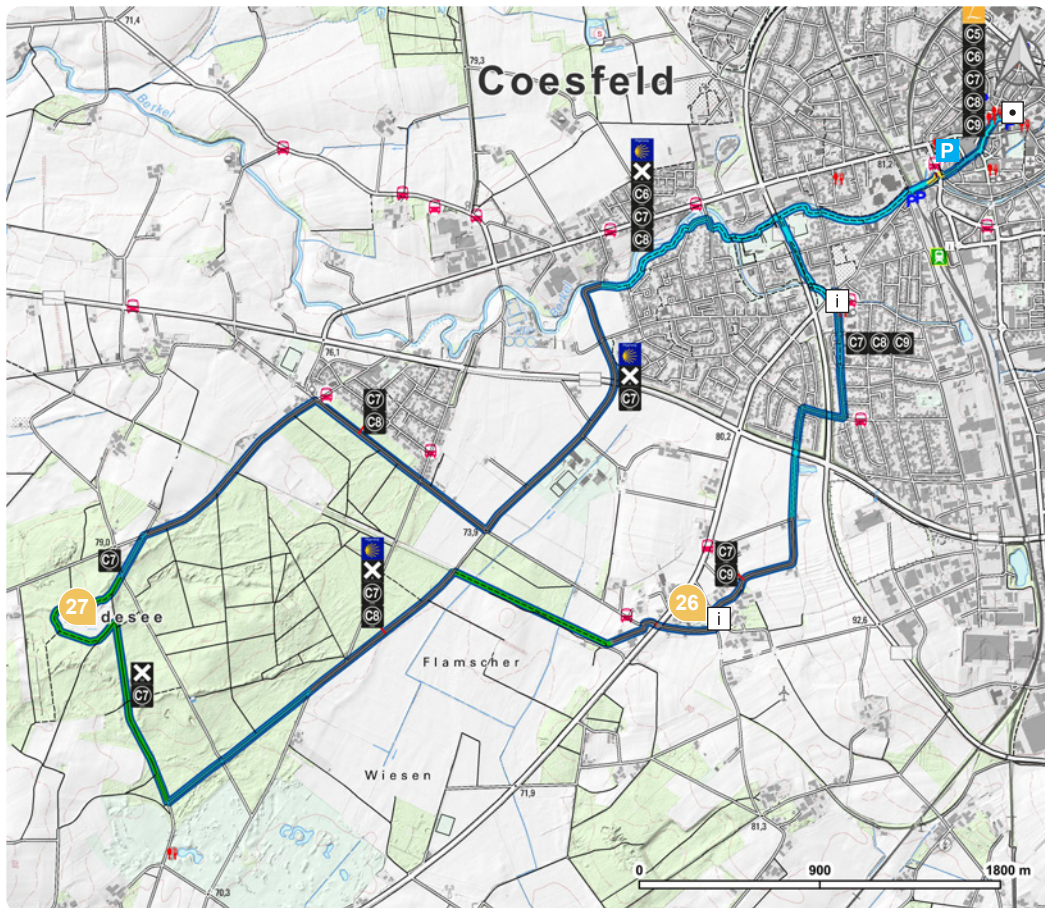 71,4
5
C5
C6
C7
C8
C9
79,3
Coesfeld
Berkel
P
81,2
P
C6
C7
C8
i
C7 C8 C9
76,1
C7
C7
C8
80,2
73,9
C7
C9
79,0
C7
C7
C8
27
desee
26
i
92,6
Flamscher
C7
Wiesen
71,9
81,3
70,3
0 900 1800 m